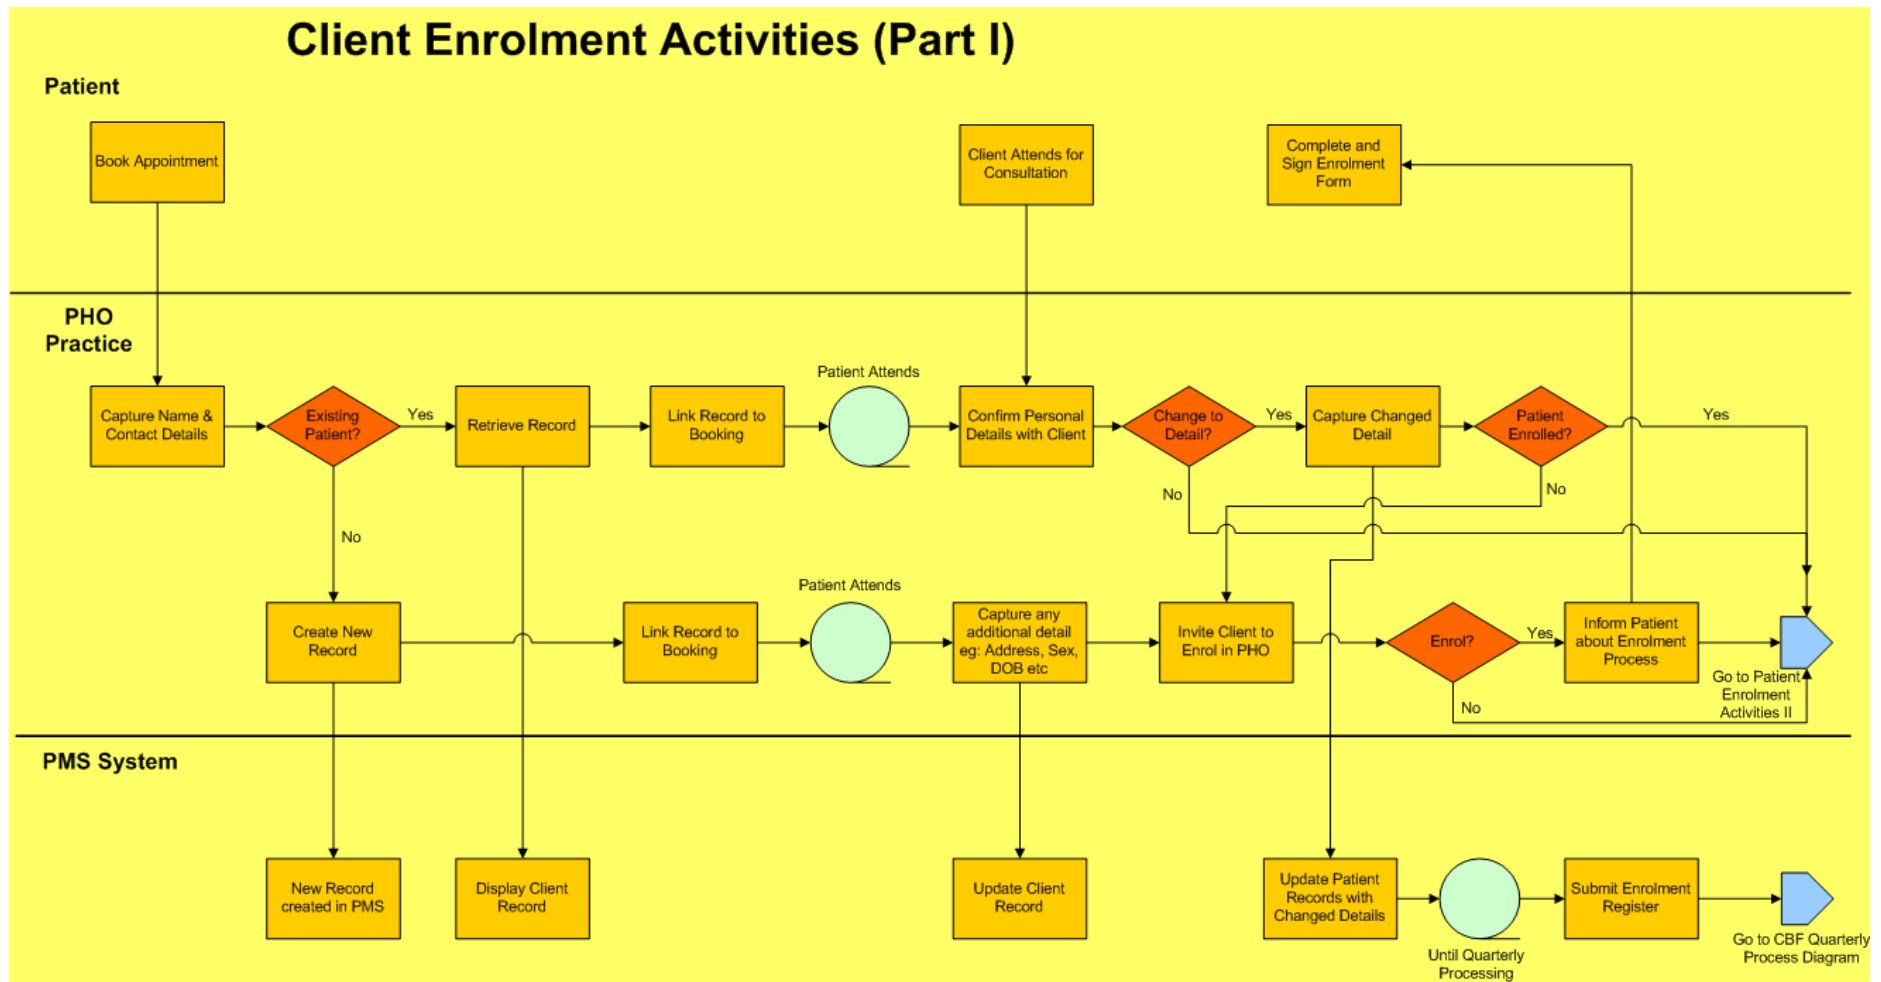 Client Enrolment Activities (Part I)
Patient
Book Appointment
Client Attends for
Consultation
Complete and
Sign Enrolment
Form
PHO
Practice
Capture Name &
Contact Details
Existing
Patient?
Yes
Retrieve Record
Link Record to
Booking
Patient Attends
Confirm Personal
Details with Client
Change to
Detail?
Yes
Capture Changed
Detail
Patient
Enrolled?
Yes
No
No
No
Create New
Record
Link Record to
Booking
Patient Attends
Capture any
additional detail
eg: Address, Sex,
DOB etc
Invite Client to
Enrol in PHO
Enrol?
Yes
Inform Patient
about Enrolment
Process
No
Go to Patient
Enrolment
Activities II
PMS System
New Record
created in PMS
Display Client
Record
Update Client
Record
Update Patient
Records with
Changed Details
Until Quarterly
Processing
Submit Enrolment
Register
Go to CBF Quarterly
Process Diagram